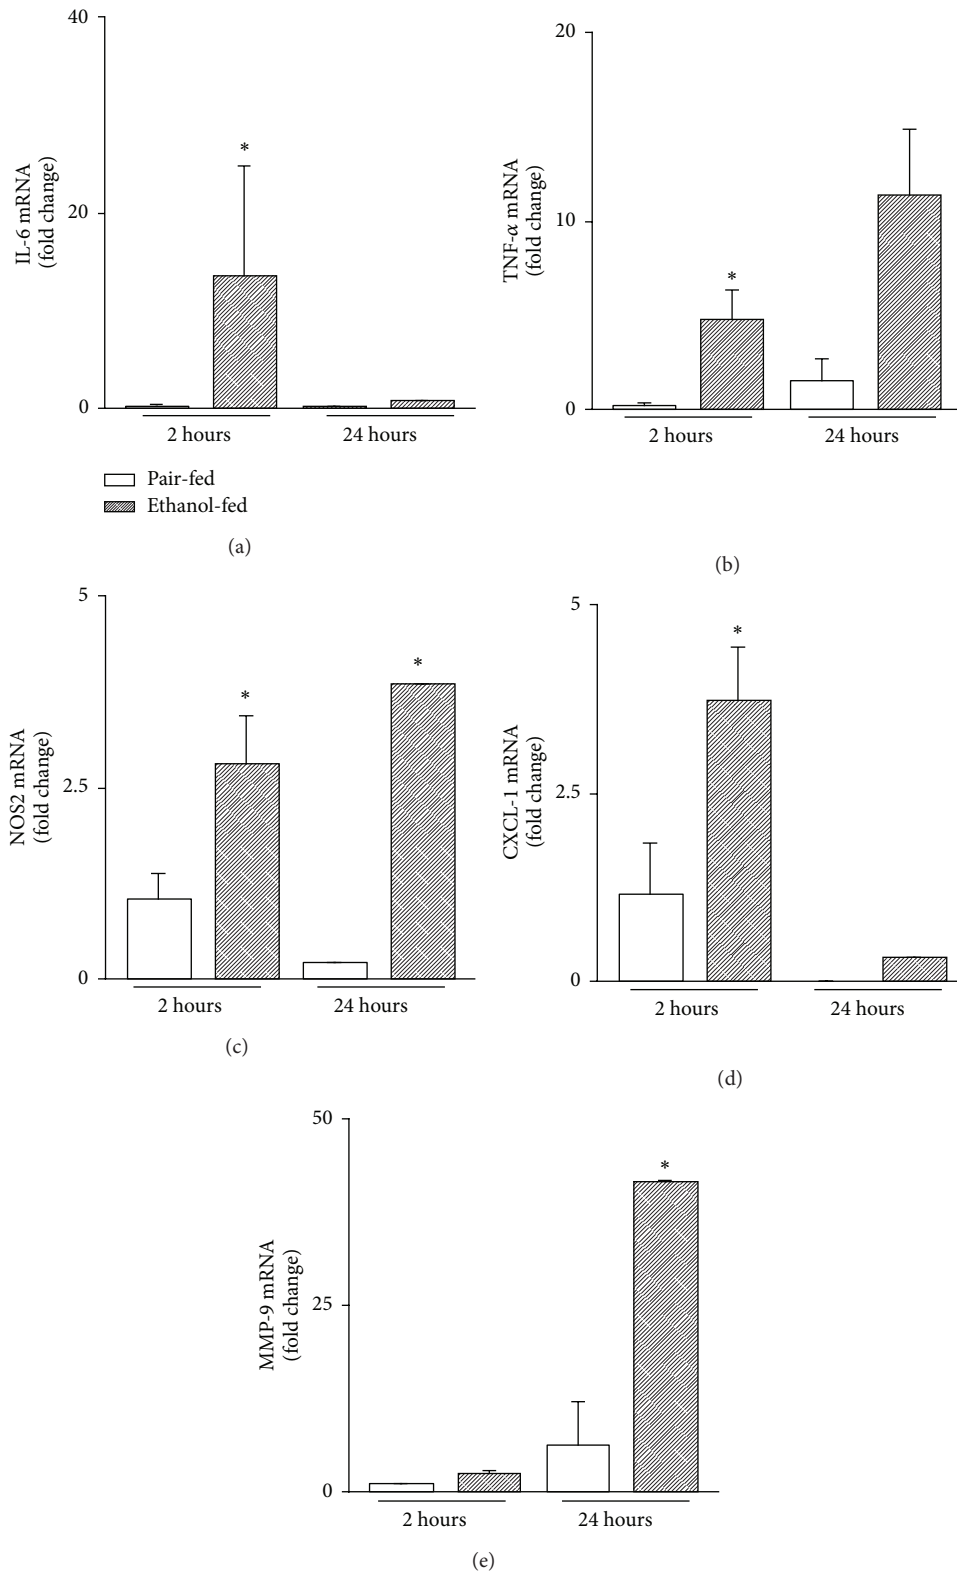 40
20
0
IL-6 mRNA
(fold change)
*
2 hours
24 hours
Pair-fed
Ethanol-fed
(a)
20
10
0
TNF-α mRNA
(fold change)
*
2 hours
24 hours
(b)
5
2.5
0
NOS2 mRNA
(fold change)
*
*
2 hours
24 hours
(c)
5
2.5
0
CXCL-1 mRNA
(fold change)
*
2 hours
24 hours
(d)
50
25
0
MMP-9 mRNA
(fold change)
*
2 hours
24 hours
(e)